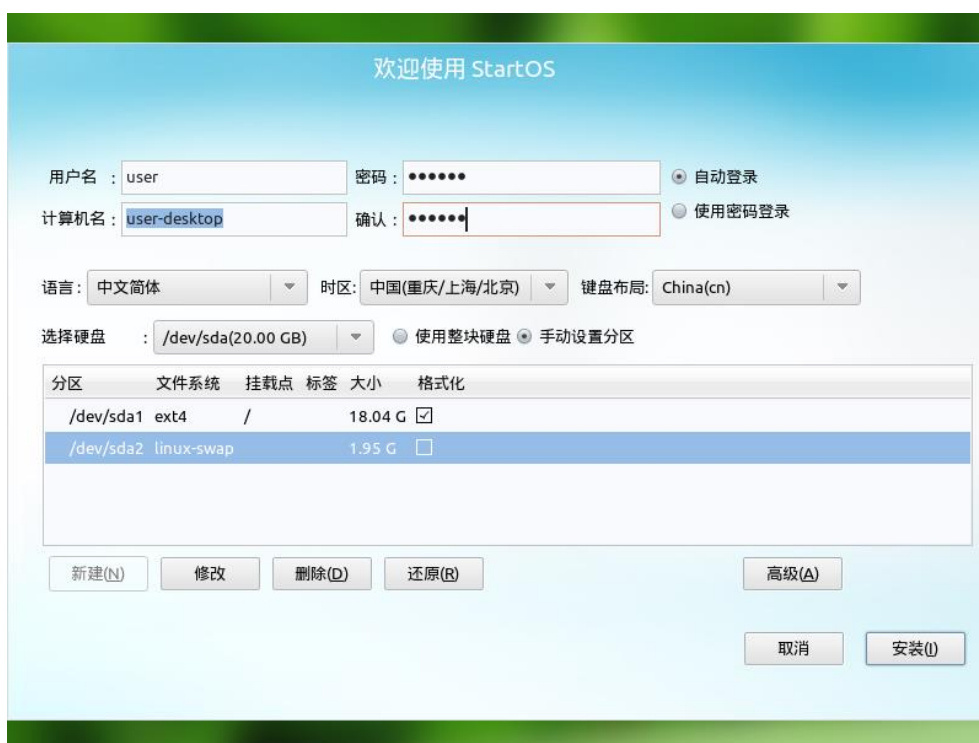 欢迎使用 StartOS
用户名 : user 密码 : •••••• 自动登录
计算机名 : user-desktop 确认 : •••••• 使用密码登录
语言 : 中文简体 时区: 中国(重庆/上海/北京) 键盘布局: China(cn)
选择硬盘 : /dev/sda(20.00 GB) 使用整块硬盘 手动设置分区
分区 文件系统 挂载点 标签 大小 格式化
/dev/sda1 ext4 / 18.04 G
/dev/sda2 linux-swap 1.95 G
新建(N) 修改 删除(D) 还原(R) 高级(A)
取消 安装(I)